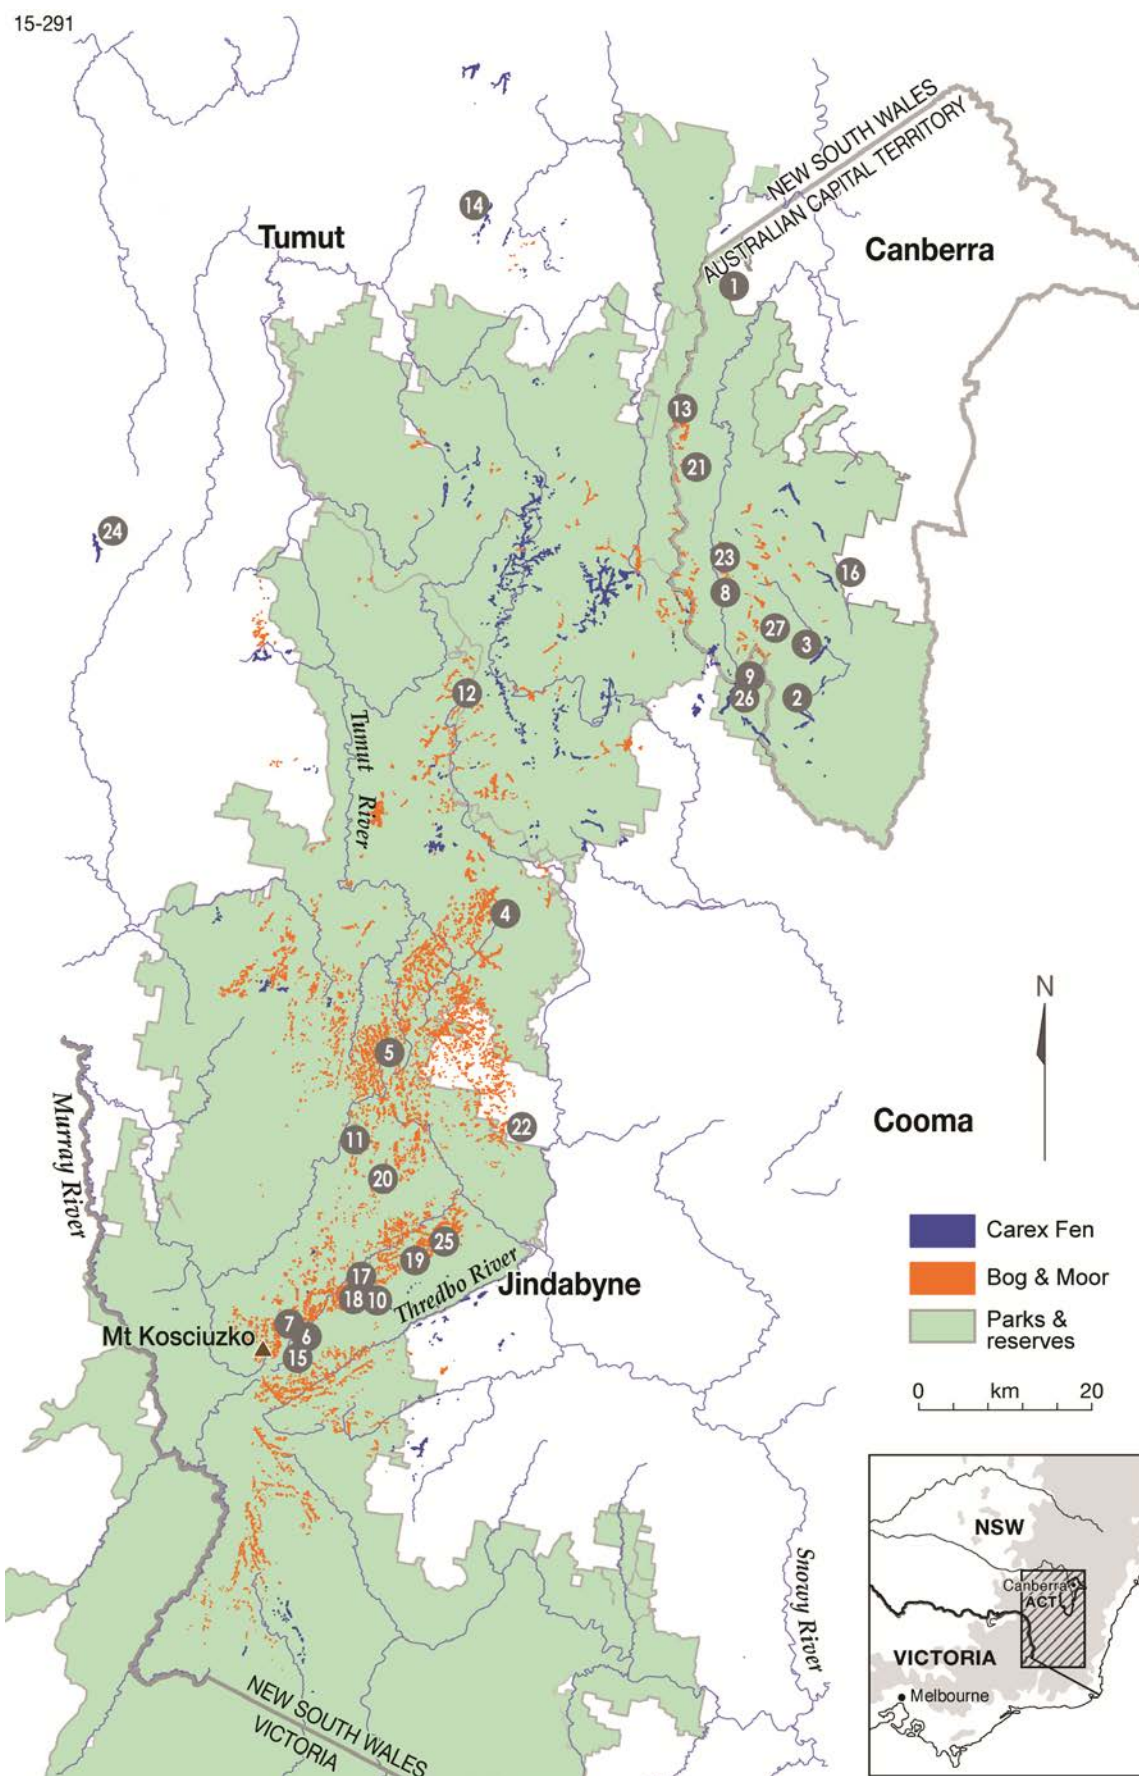 15-291
NEW SOUTH WALES
AUSTRALIAN CAPITAL TERRITORY
14
Tumut
Canberra
1
13
21
24
23
16
8
27
3
9
26
2
12
Tumut River
4
N
5
Murray River
Cooma
22
11
20
Carex Fen
25
19
Bog & Moor
17
Thredbo River
Jindabyne
18
10
Parks &
reserves
7
Mt Kosciuzko
6
15
0 km 20
NSW
Canberra
ACT
Snowy River
VICTORIA
Melbourne
NEW SOUTH WALES
VICTORIA